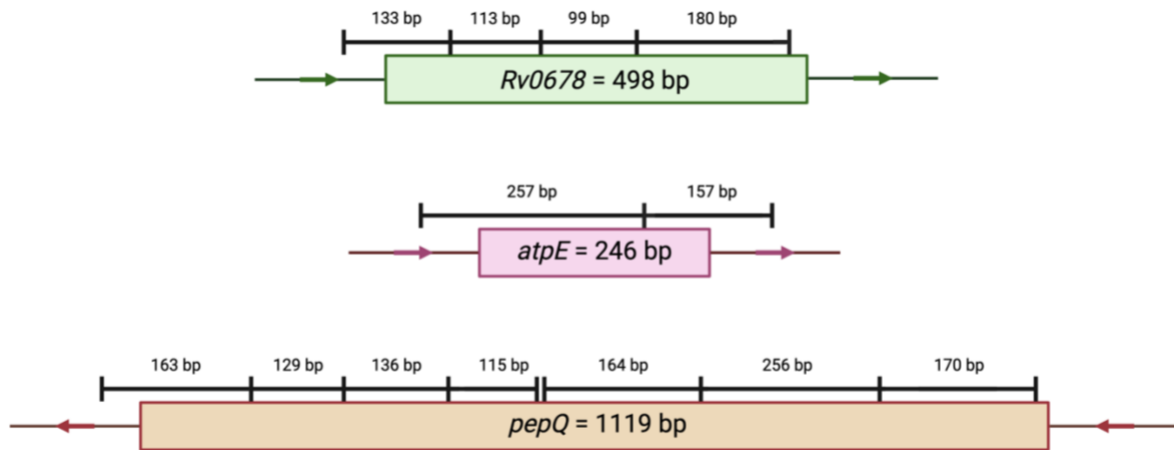 133 bp 113 bp 99 bp 180 bp
Rv0678 = 498 bp
257 bp 157 bp
atpE = 246 bp
163 bp 129 bp 136 bp 115 bp 164 bp 256 bp 170 bp
pepQ = 1119 bp